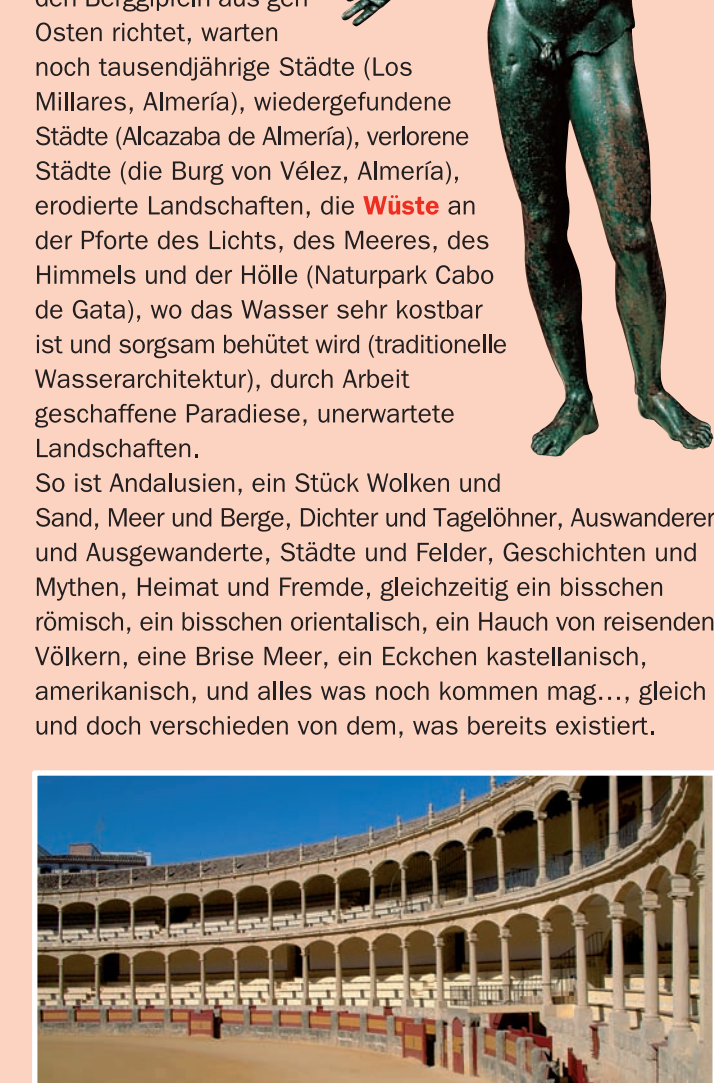 den Berggipfeln aus gen
Osten richtet, warten
noch tausendjährige Städte (Los
Millares, Almería), wiedergefundene
Städte (Alcazaba de Almería), verlorene
Städte (die Burg von Vélez, Almería),
erodierte Landschaften, die Wüste an
der Pforte des Lichts, des Meeres, des
Himmels und der Hölle (Naturpark Cabo
de Gata), wo das Wasser sehr kostbar
ist und sorgsam behütet wird (traditionelle
Wasserarchitektur), durch Arbeit
geschaffene Paradiese, unerwartete
Landschaften.
So ist Andalusien, ein Stück Wolken und
Sand, Meer und Berge, Dichter und Tagelöhner, Auswanderer
und Ausgewanderte, Städte und Felder, Geschichten und
Mythen, Heimat und Fremde, gleichzeitig ein bisschen
römisch, ein bisschen orientalisch, ein Hauch von reisenden
Völkern, eine Brise Meer, ein Eckchen kastellanisch,
amerikanisch, und alles was noch kommen mag…, gleich
und doch verschieden von dem, was bereits existiert.